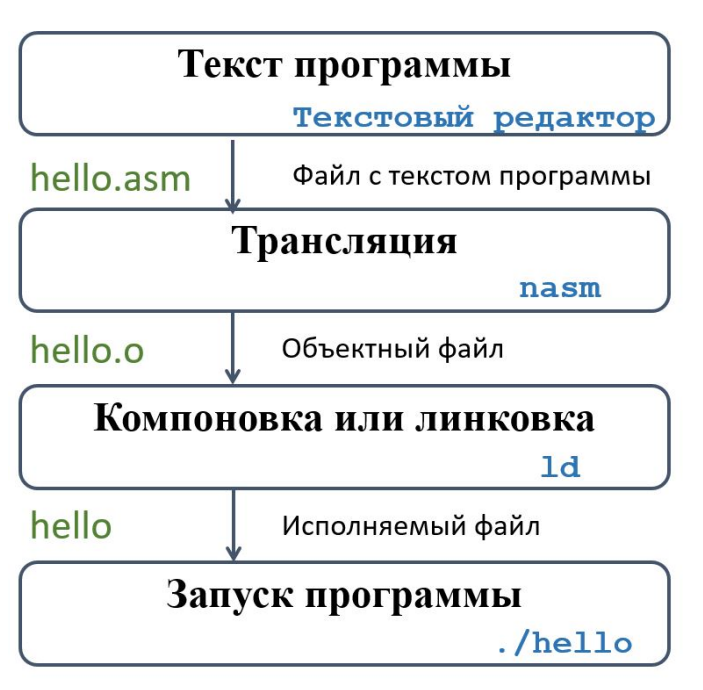 Текст программы
Текстовый редактор
hello.asm
Файл с текстом программы
Трансляция
nasm
hello.o
Объектный файл
Компоновка или линковка
ld
hello
Исполняемый файл
Запуск программы
./hello